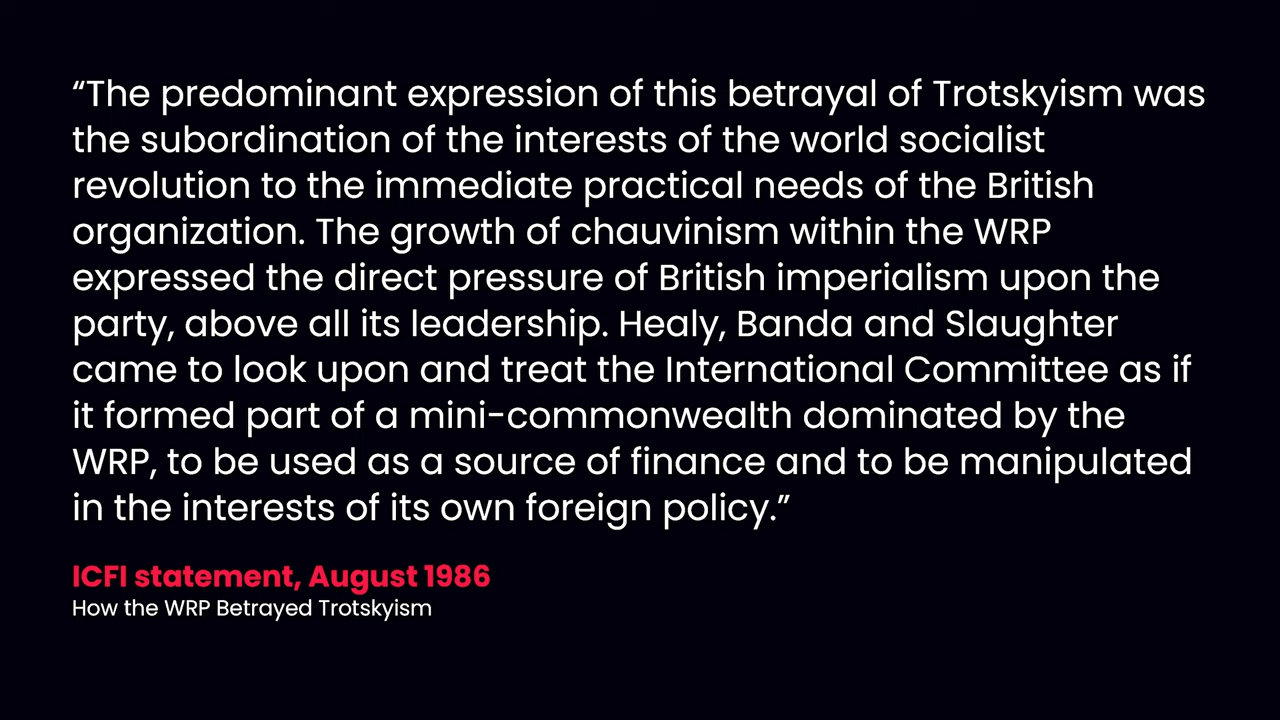 “The predominant expression of this betrayal of Trotskyism was
the subordination of the interests of the world socialist
revolution to the immediate practical needs of the British
organization. The growth of chauvinism within the WRP
expressed the direct pressure of British imperialism upon the
party, above all its leadership. Healy, Banda and Slaughter
came to look upon and treat the International Committee as if
it formed part of a mini-commonwealth dominated by the
WRP, to be used as a source of finance and to be manipulated
in the interests of its own foreign policy.”
ICFI statement, August 1986
How the WRP Betrayed Trotskyism